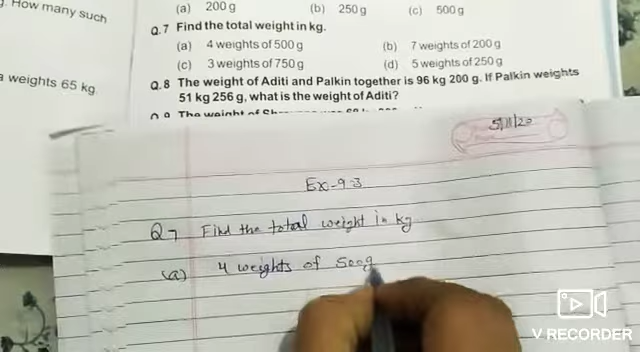 . How many such
(a) 200 g (b) 250 g (c) 500 g
Q.7 Find the total weight in kg.
(a) 4 weights of 500 g (b) 7 weights of 200 g
(c) 3 weights of 750 g (d) 5 weights of 250 g
a weights 65 kg
Q.8 The weight of Aditi and Palkin together is 96 kg 200 g. If Palkin weights
51 kg 256 g, what is the weight of Aditi?
The weight of
5/11/20
Ex-9.3
Q7 Find the total weight in kg.
(a) 4 weights of 500g
V RECORDER